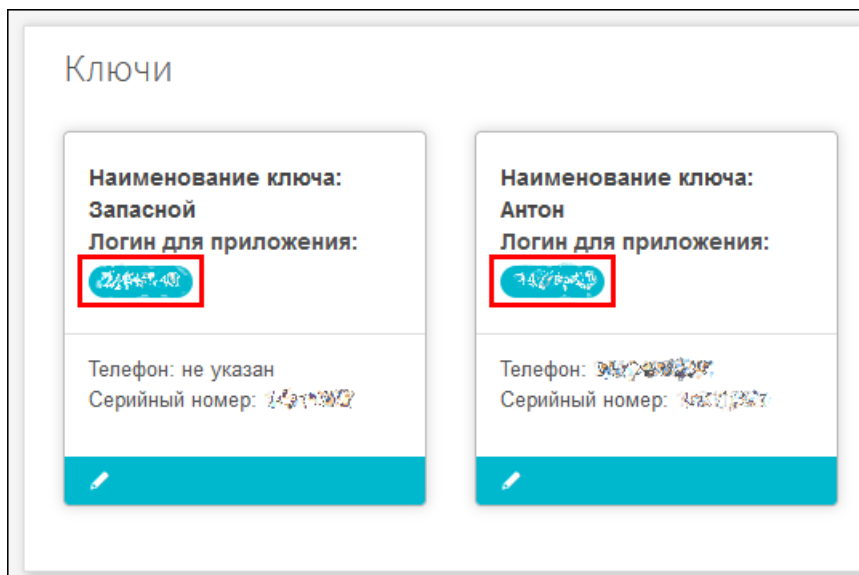 Ключи
Наименование ключа:
Запасной
Логин для приложения:
Телефон: не указан
Серийный номер:
Наименование ключа:
Антон
Логин для приложения:
Телефон:
Серийный номер: